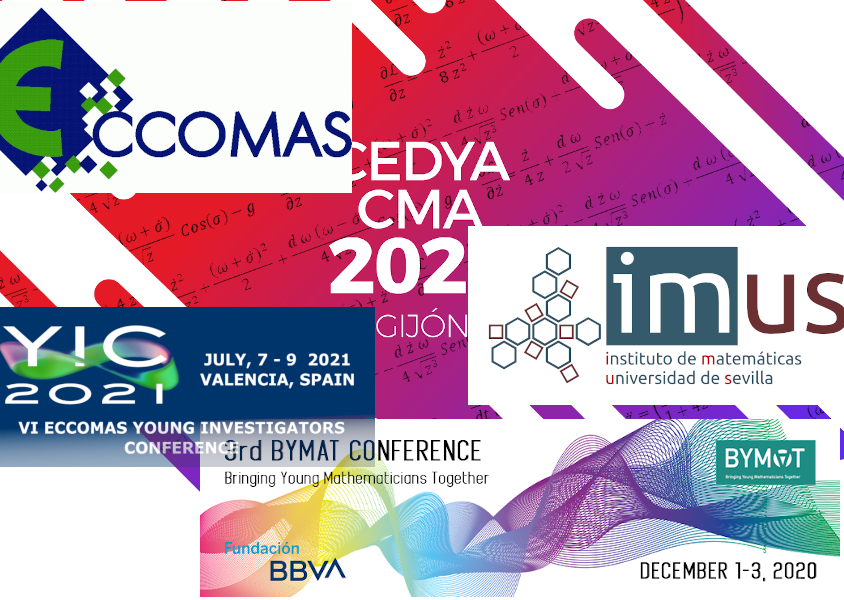 ECCOMAS
CEDYA
CMA
202
GIJÓN
imus
instituto de matemáticas
universidad de sevilla
YIC
2021
JULY, 7 - 9 2021
VALENCIA, SPAIN
VI ECCOMAS YOUNG INVESTIGATORS
CONFERENCE
3rd BYMAT CONFERENCE
Bringing Young Mathematicians Together
BYMAT
Bringing Young Mathematicians Together
Fundación
BBVA
DECEMBER 1-3, 2020